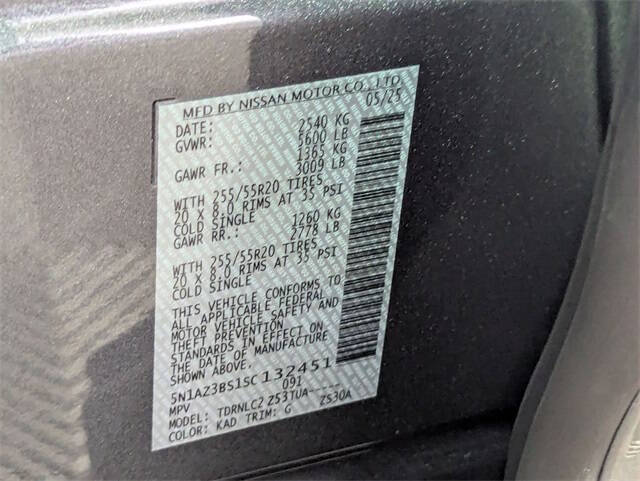 MFD BY NISSAN MOTOR CO., LTD
DATE: 05/25
GVWR: 2540 KG
5600 LB
GAWR FR.: 1365 KG
3009 LB
WITH 255/55R20 TIRES
20 X 8.0 RIMS AT 35 PSI
COLD SINGLE
GAWR RR.: 1260 KG
2778 LB
WITH 255/55R20 TIRES
20 X 8.0 RIMS AT 35 PSI
COLD SINGLE
THIS VEHICLE CONFORMS TO
ALL APPLICABLE FEDERAL
MOTOR VEHICLE SAFETY AND
THEFT PREVENTION
STANDARDS IN EFFECT ON
THE DATE OF MANUFACTURE
SHOWN ABOVE.
5N1AZ3BS1SC132451
MPV 091
MODEL: TDRNLC2 Z53TUA-----
COLOR: KAD TRIM: G Z530A